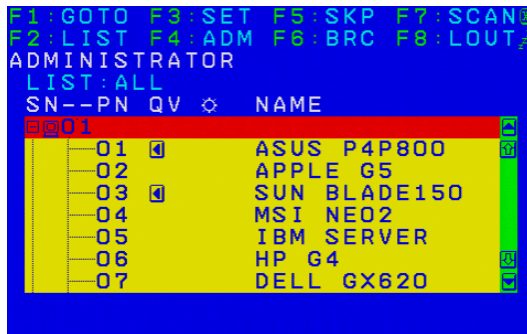 F1:GOTO F3:SET F5:SKP F7:SCAN
F2:LIST F4:ADM F6:BRC F8:LOUT
ADMINISTRATOR
LIST:ALL
SN--PN QV NAME
01
01 ASUS P4P800
02 APPLE G5
03 SUN BLADE150
04 MSI NEO2
05 IBM SERVER
06 HP G4
07 DELL GX620